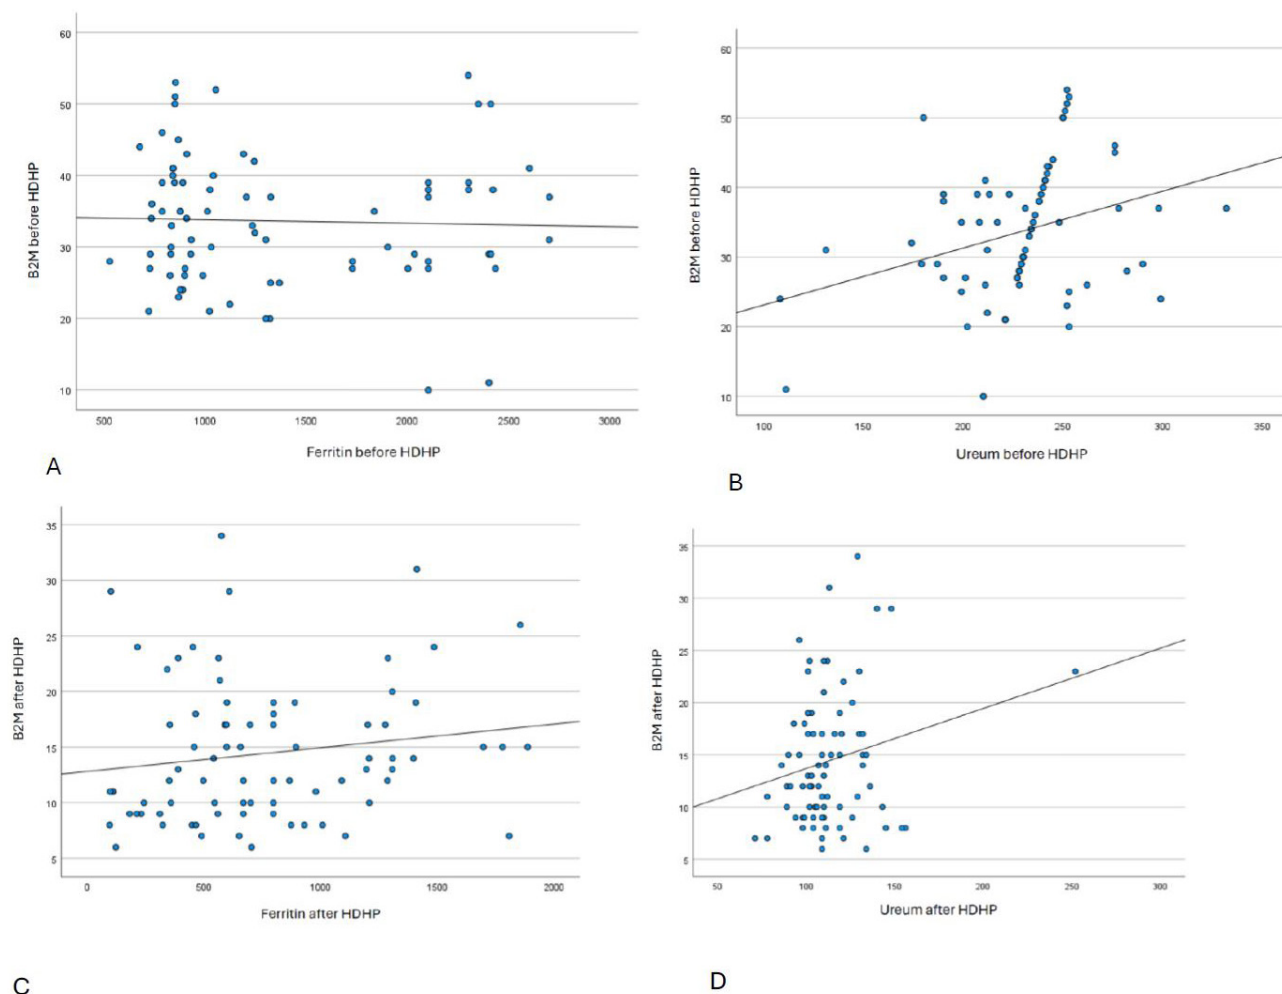 60
50
40
30
20
10
B2M before HDHP
500 1000 1500 2000 2500 3000
Ferritin before HDHP
A
60
50
40
30
20
10
B2M before HDHP
100 150 200 250 300 350
Ureum before HDHP
B
35
30
25
20
15
10
5
B2M after HDHP
0 500 1000 1500 2000
Ferritin after HDHP
C
35
30
25
20
15
10
5
B2M after HDHP
50 100 150 200 250 300
Ureum after HDHP
D